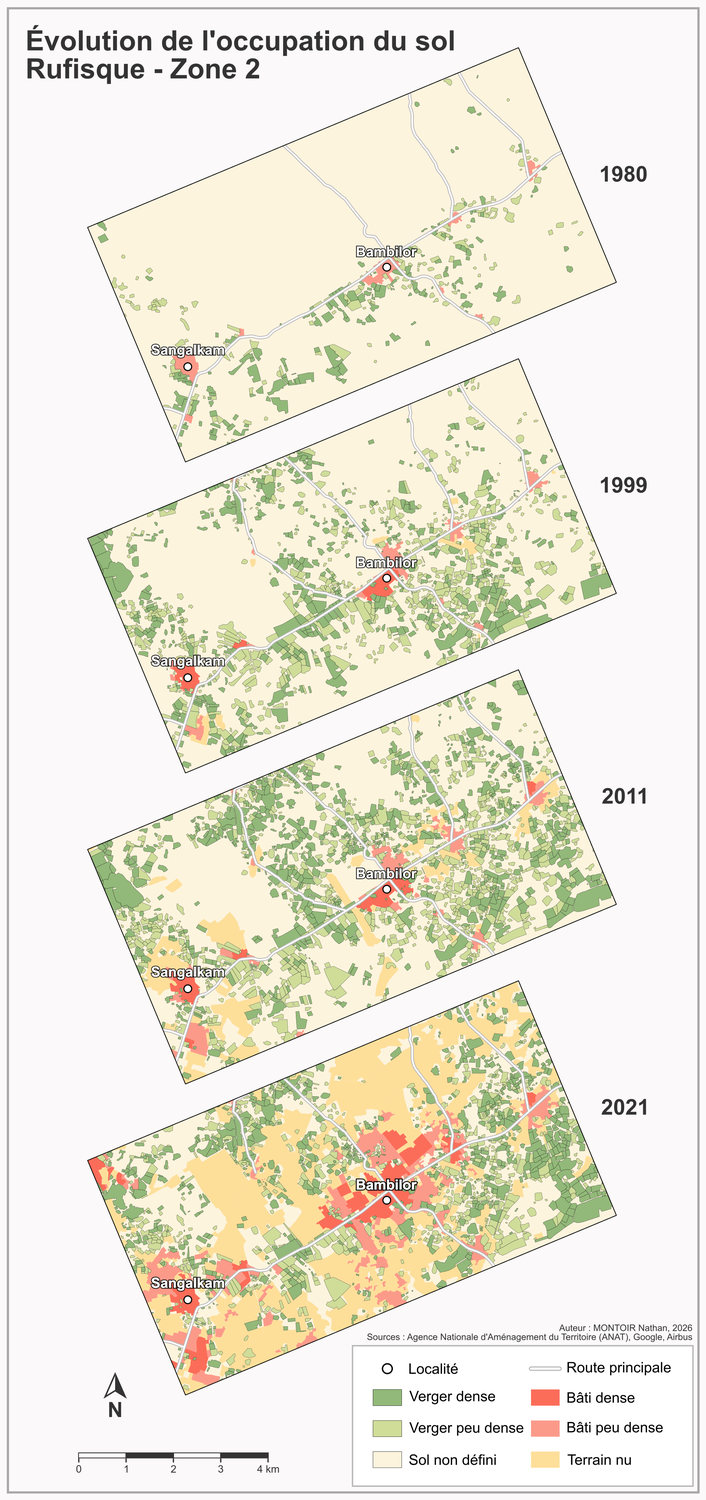 Évolution de l'occupation du sol
Rufisque - Zone 2
1980
Bambilor
Sangalkam
1999
Bambilor
Sangalkam
2011
Bambilor
Sangalkam
2021
Bambilor
Sangalkam
Auteur : MONTOIR Nathan, 2026
Sources : Agence Nationale d'Aménagement du Territoire (ANAT), Google, Airbus
Localité
Route principale
Verger dense
Bâti dense
Verger peu dense
Bâti peu dense
Sol non défini
Terrain nu
N
0 1 2 3 4 km